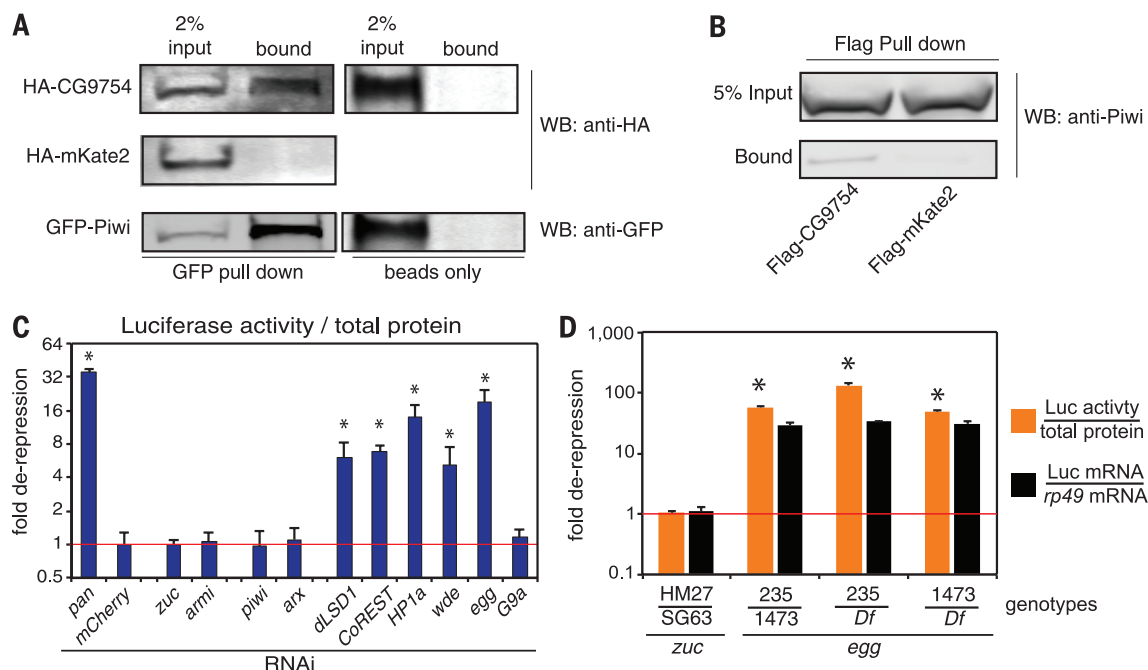 A
2%
input
bound
2%
input
bound
HA-CG9754
HA-mKate2
WB: anti-HA
GFP-Piwi
WB: anti-GFP
GFP pull down
beads only
B
Flag Pull down
5% Input
Bound
WB: anti-Piwi
Flag-CG9754
Flag-mKate2
C
Luciferase activity / total protein
fold de-repression
64
32
16
8
4
2
1
0.5
* * * * * *
pan
mCherry
zuc
armi
piwi
arx
dLSD1
CoREST
HP1a
wde
egg
G9a
RNAi
D
fold de-repression
1,000
100
10
1
0.1
* * *
HM27
SG63
235
1473
235
Df
1473
Df
genotypes
zuc
egg
Luc activty
total protein
Luc mRNA
rp49 mRNA